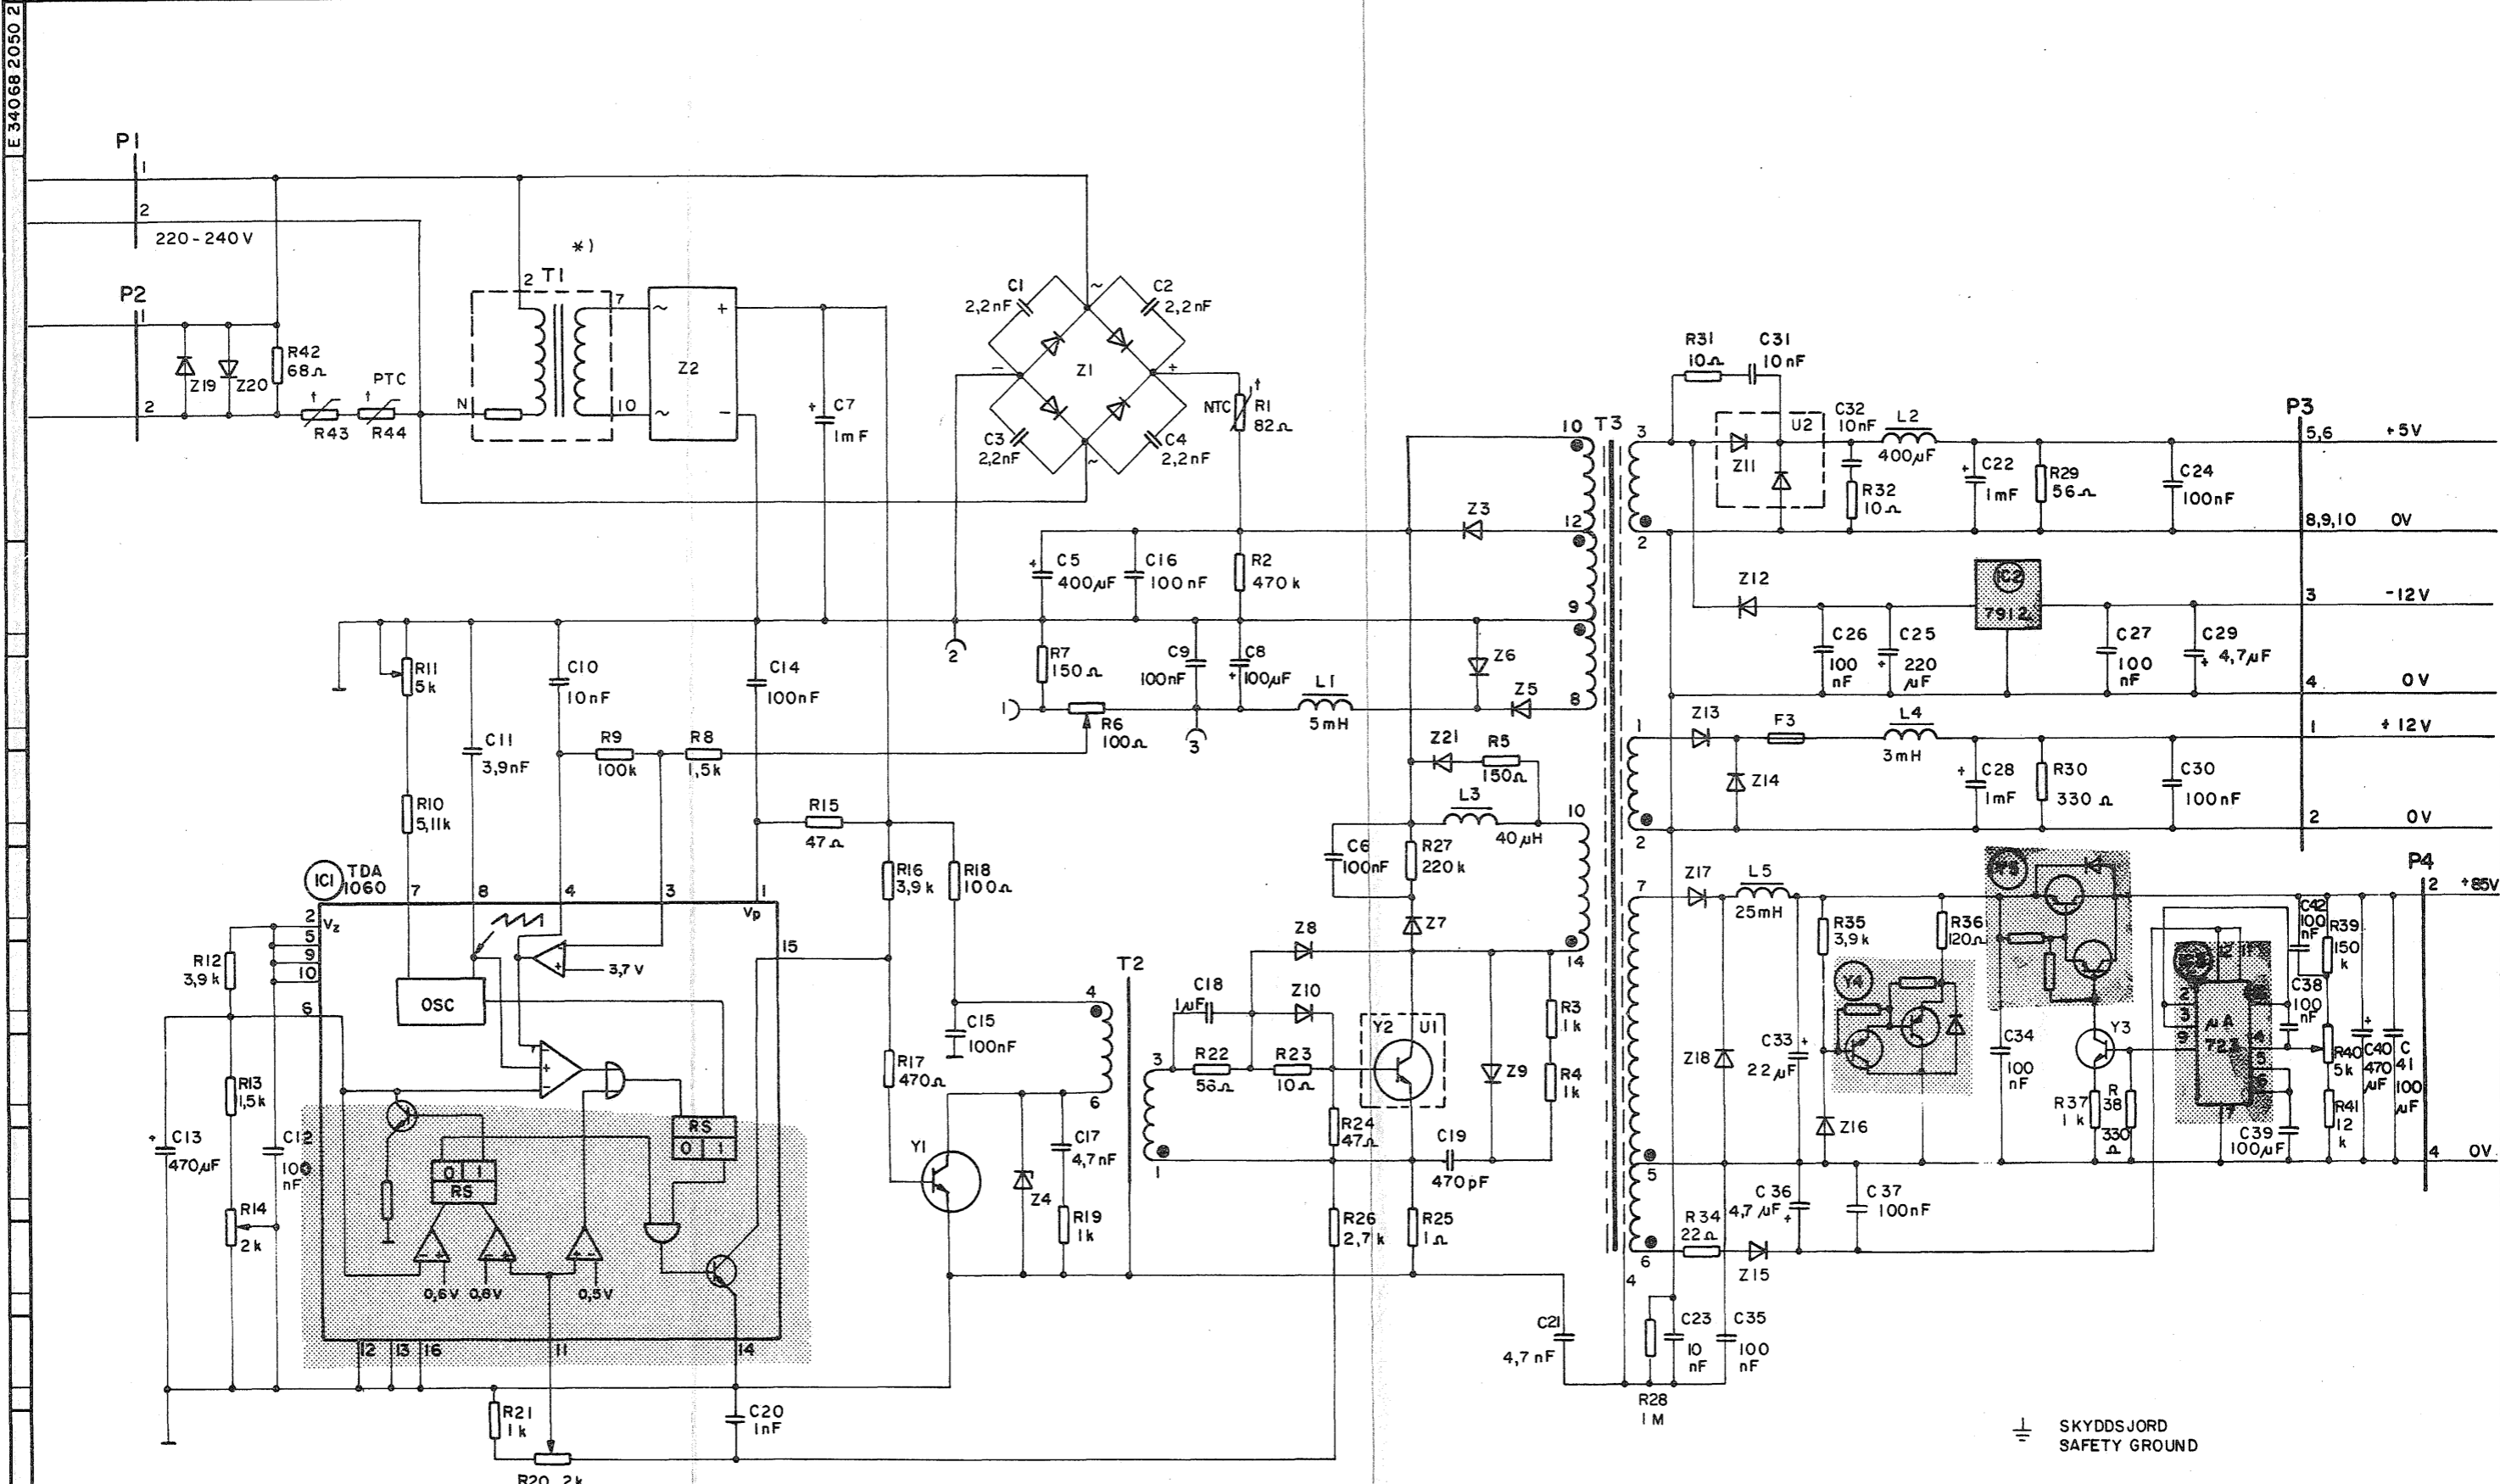 E 34068 2050 2
P1
1
2
220-240V
*)
P2
1
2
Z19
Z20
R42
68Ω
PTC
t
R43
t
R44
T1
2
N
7
10
~
~
+
-
Z2
+
C7
1mF
C1
2,2nF
C2
2,2nF
C3
2,2nF
C4
2,2nF
~
~
-
+
Z1
NTC
t
R1
82Ω
+
C5
400µF
C16
100nF
R2
470k
2
R7
150Ω
C9
100nF
C8
+
100µF
L1
5mH
Z6
Z5
Z3
1
R6
100Ω
3
R11
5k
C10
10nF
C14
100nF
C11
3,9nF
R9
100k
R8
1,5k
R10
5,11k
R15
47Ω
R16
3,9k
R18
100Ω
IC1
TDA
1060
7
8
4
3
1
Vp
2
Vz
5
9
10
6
15
3,7V
OSC
R12
3,9k
R13
1,5k
+
C13
470µF
C12
100
nF
R14
2k
RS
0
1
0
1
RS
0,6V
0,8V
0,5V
12
13
16
11
14
R21
1k
R20 2k
C20
1nF
R17
470Ω
C15
100nF
4
6
T2
3
1
Y1
Z4
C17
4,7nF
R19
1k
C18
1µF
Z8
Z10
R22
56Ω
R23
10Ω
R24
47Ω
R26
2,7k
R25
1Ω
C19
470pF
Y2
U1
Z7
Z9
R3
1k
R4
1k
Z21
R5
150Ω
L3
40µH
C6
100nF
R27
220k
10
12
9
8
10
14
T3
3
2
1
2
7
5
6
4
R31
10Ω
C31
10nF
U2
Z11
C32
10nF
R32
10Ω
L2
400µF
+
C22
1mF
R29
56Ω
C24
100nF
P3
5,6
+5V
8,9,10
0V
Z12
IC2
7912
C26
100
nF
C25
220
µF
+
C27
100
nF
C29
4,7µF
+
3
-12V
4
0V
Z13
F3
L4
3mH
Z14
+
C28
1mF
R30
330Ω
C30
100nF
1
+12V
2
0V
Z17
L5
25mH
R35
3,9k
R36
120Ω
Y4
Z18
C33
+
22µF
Z16
C34
100
nF
Y3
R37
1k
R
38
330
Ω
µA
723
2
3
9
12
11
4
5
6
7
C42
100
nF
R39
150
k
C38
100
nF
R40
5k
R41
12
k
C39
100µF
+
C40
470
µF
C
41
100
µF
P4
2
+85V
4
0V
C36
4,7µF
+
C37
100nF
R34
22Ω
Z15
C21
4,7nF
C23
10
nF
C35
100
nF
R28
1M
SKYDDSJORD
SAFETY GROUND